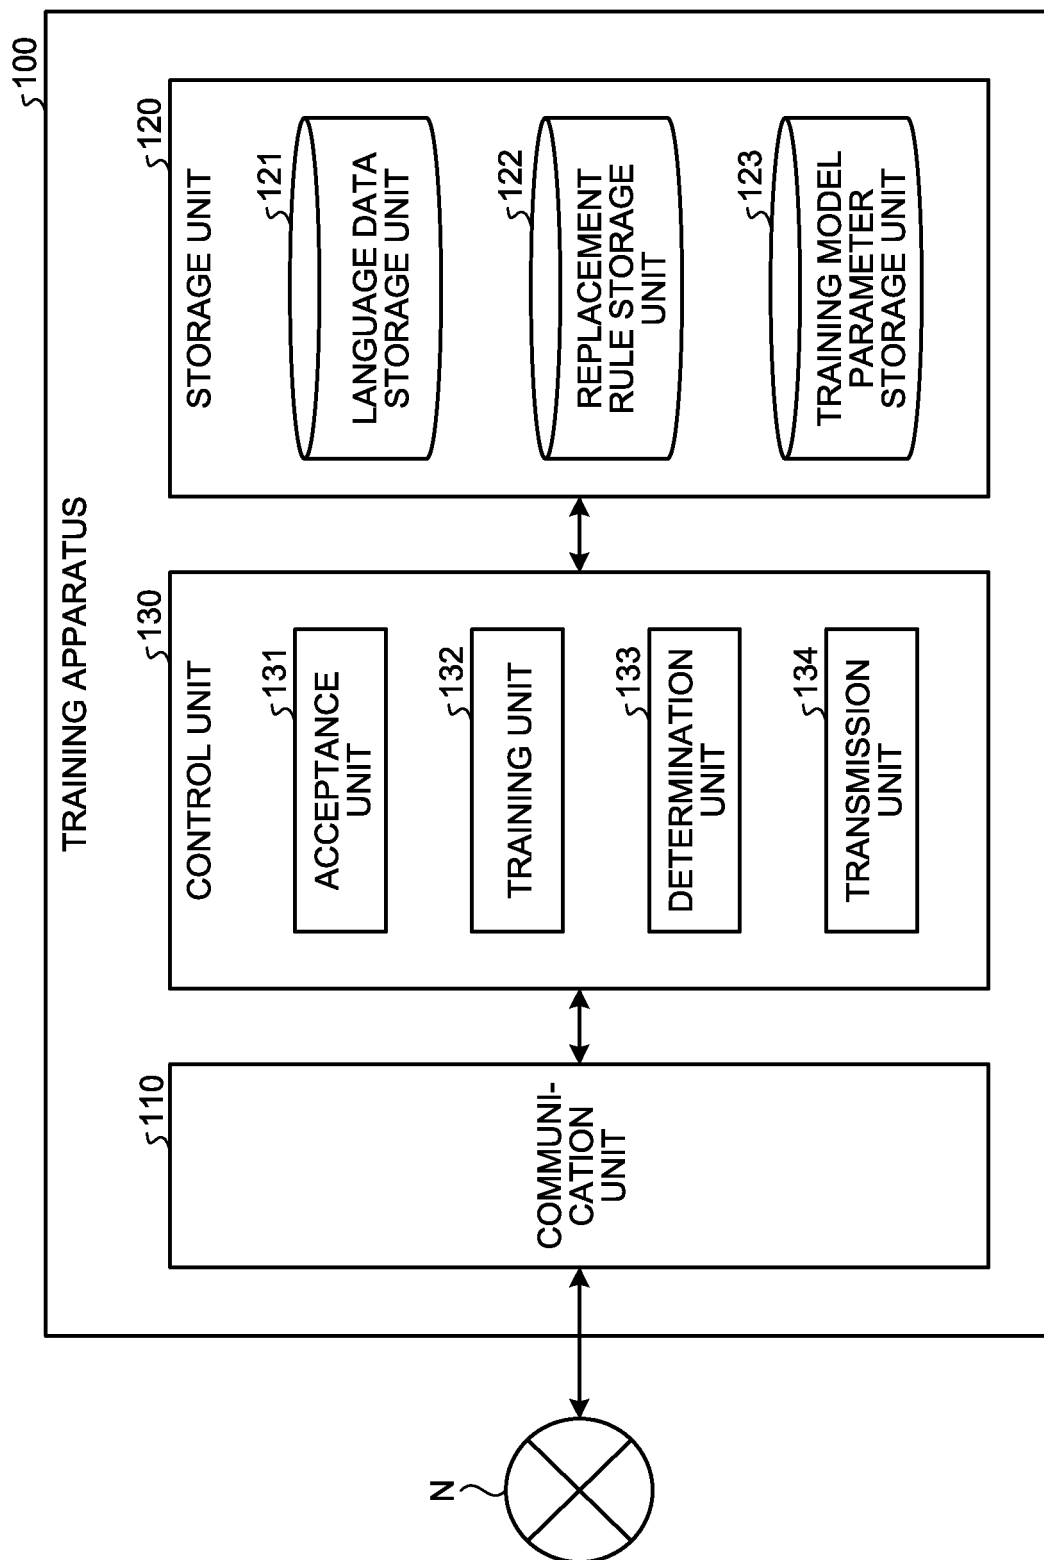 100
TRAINING APPARATUS
110
COMMUNI-
CATION
UNIT
N
130
CONTROL UNIT
131
ACCEPTANCE
UNIT
132
TRAINING UNIT
133
DETERMINATION
UNIT
134
TRANSMISSION
UNIT
120
STORAGE UNIT
121
LANGUAGE DATA
STORAGE UNIT
122
REPLACEMENT
RULE STORAGE
UNIT
123
TRAINING MODEL
PARAMETER
STORAGE UNIT